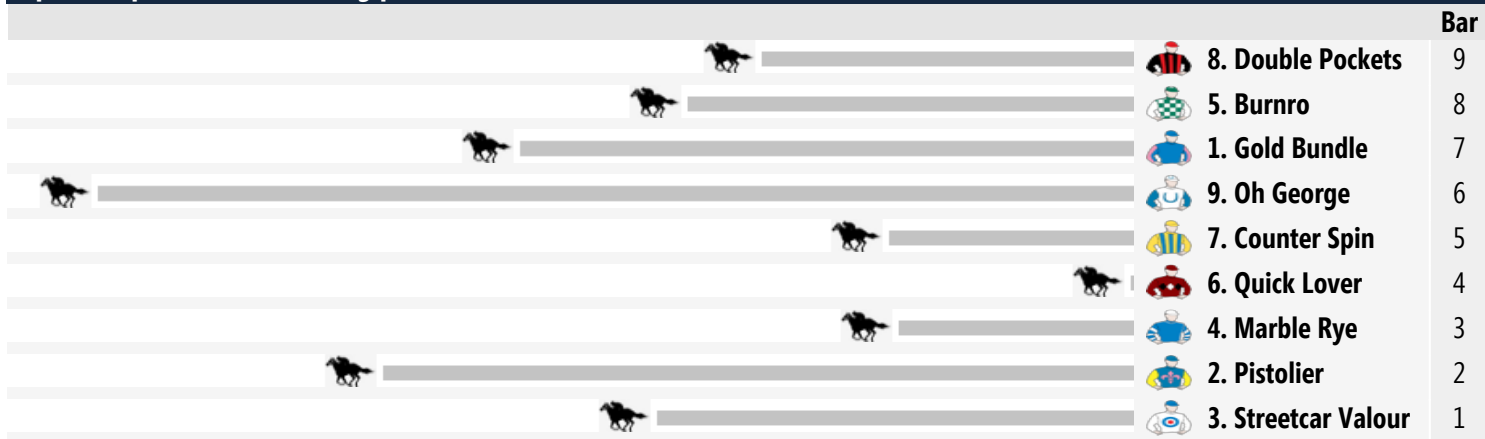 Bar
8. Double Pockets 9
5. Burnro 8
1. Gold Bundle 7
9. Oh George 6
7. Counter Spin 5
6. Quick Lover 4
4. Marble Rye 3
2. Pistolier 2
3. Streetcar Valour 1